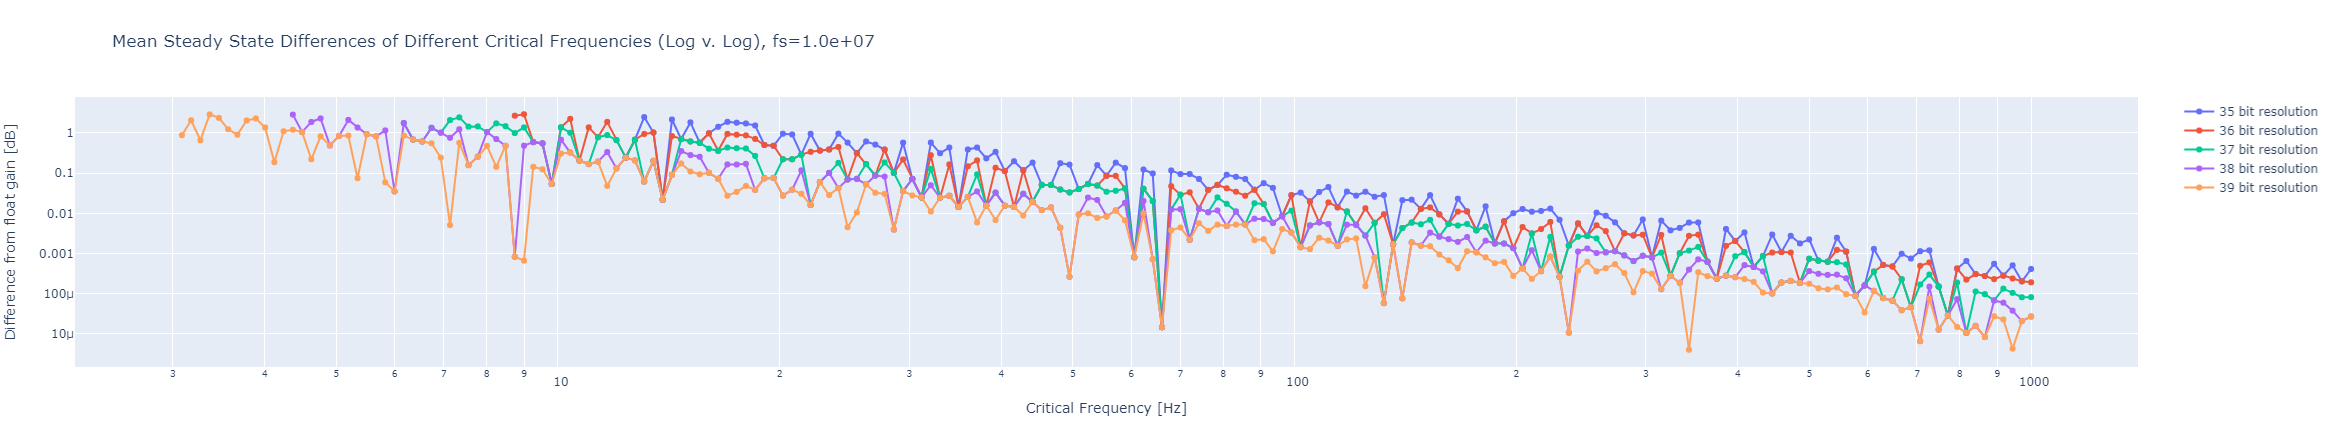 Mean Steady State Differences of Different Critical Frequencies (Log v. Log), fs=1.0e+07
Difference from float gain [dB]
1
0.1
0.01
0.001
100μ
10μ
3 4 5 6 7 8 9 10 2 3 4 5 6 7 8 9 100 2 3 4 5 6 7 8 9 1000
Critical Frequency [Hz]
35 bit resolution
36 bit resolution
37 bit resolution
38 bit resolution
39 bit resolution